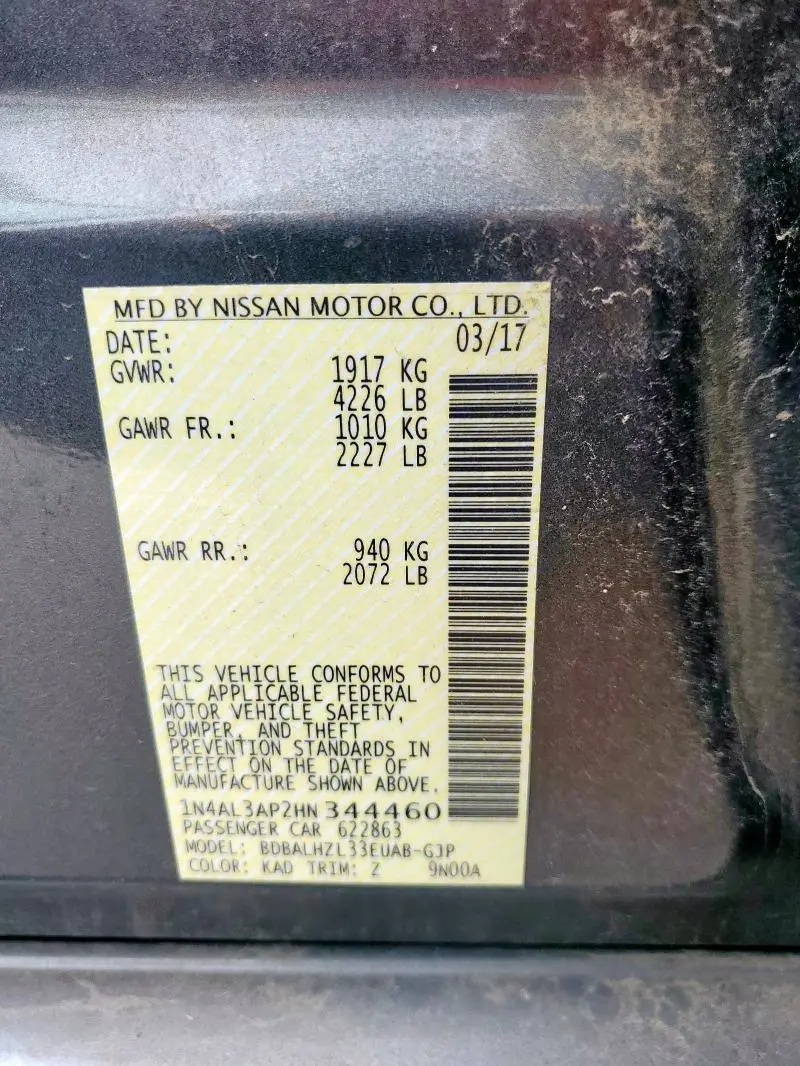 MFD BY NISSAN MOTOR CO., LTD.
DATE: 03/17
GVWR: 1917 KG
4226 LB
GAWR FR.: 1010 KG
2227 LB
GAWR RR.: 940 KG
2072 LB
THIS VEHICLE CONFORMS TO
ALL APPLICABLE FEDERAL
MOTOR VEHICLE SAFETY,
BUMPER, AND THEFT
PREVENTION STANDARDS IN
EFFECT ON THE DATE OF
MANUFACTURE SHOWN ABOVE.
1N4AL3AP2HN344460
PASSENGER CAR 622863
MODEL: BDBALHZL33EUAB-GJP
COLOR: KAD TRIM: Z 9N00A